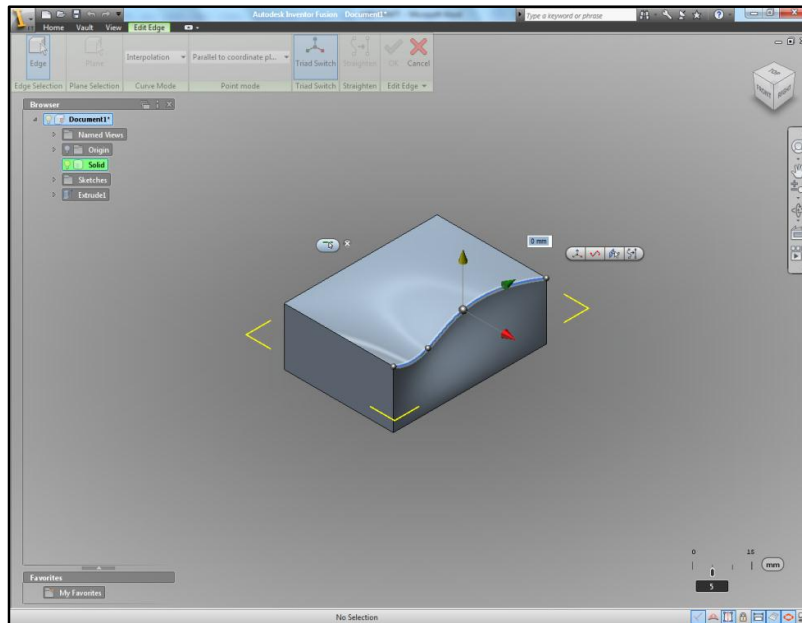 Autodesk Inventor Fusion Document1*
Type a keyword or phrase
Home Vault View Edit Edge
Edge Plane Interpolation Parallel to coordinate pl... Triad Switch Straighten OK Cancel
Edge Selection Plane Selection Curve Mode Point mode Triad Switch Straighten Edit Edge
Browser
Document1*
Named Views
Origin
Solid
Sketches
Extrude1
TOP
FRONT RIGHT
0 mm
0 15
mm
5
Favorites
My Favorites
No Selection